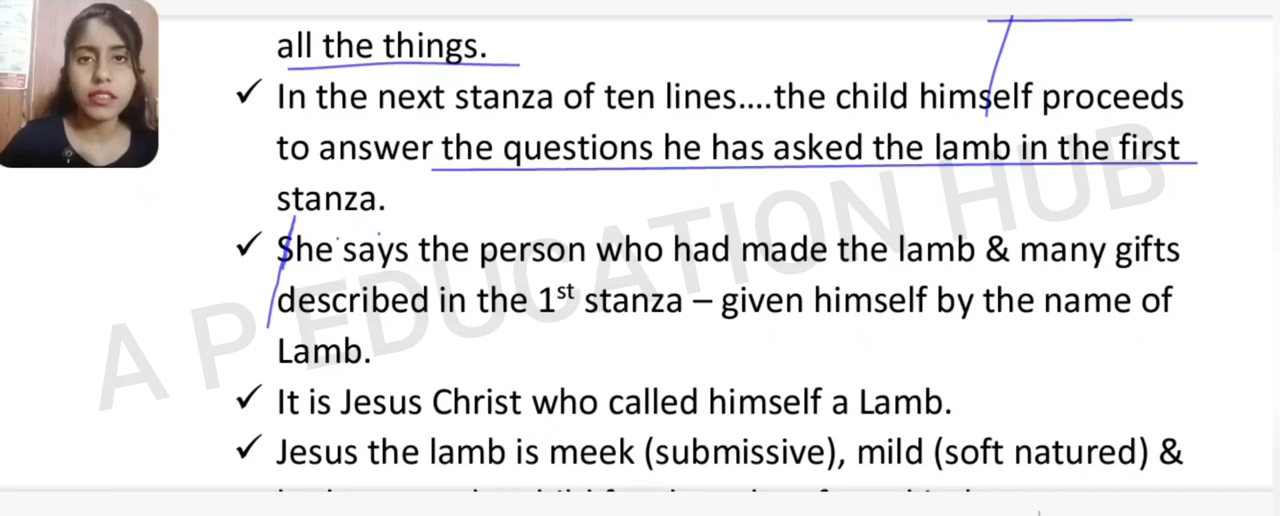 all the things.
✓ In the next stanza of ten lines....the child himself proceeds
to answer the questions he has asked the lamb in the first
stanza.
✓ She says the person who had made the lamb & many gifts
described in the 1st stanza – given himself by the name of
Lamb.
✓ It is Jesus Christ who called himself a Lamb.
✓ Jesus the lamb is meek (submissive), mild (soft natured) &
A P EDUCATION HUB